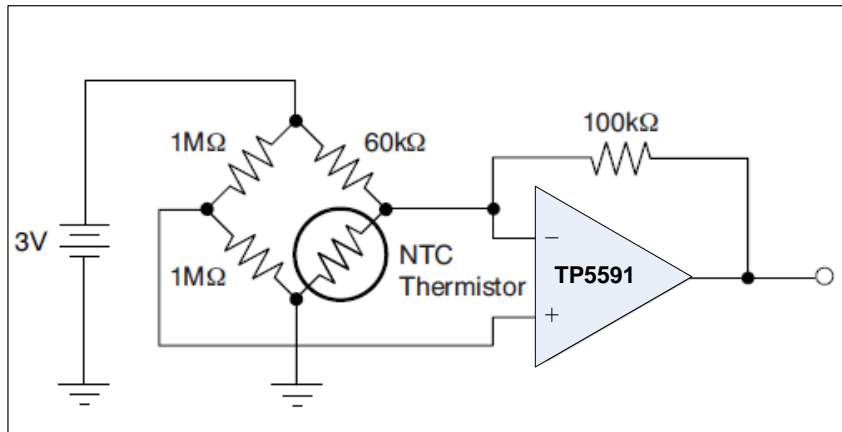 1MΩ
60kΩ
100kΩ
3V
1MΩ
NTC
Thermistor
TP5591
−
+